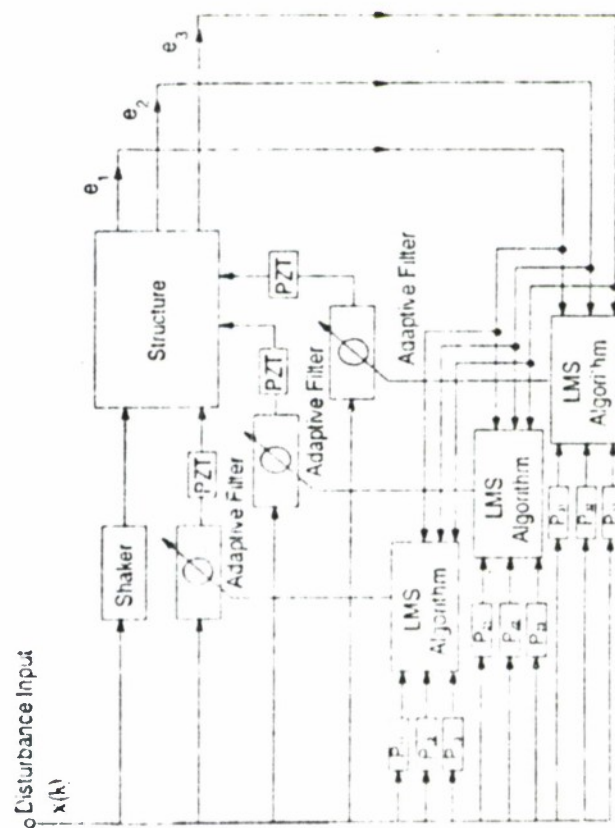 Disturbance Input
x(k)
Shaker
Structure
e1
e2
e3
PZT
Adaptive Filter
PZT
Adaptive Filter
PZT
Adaptive Filter
LMS
Algorithm
LMS
Algorithm
LMS
Algorithm